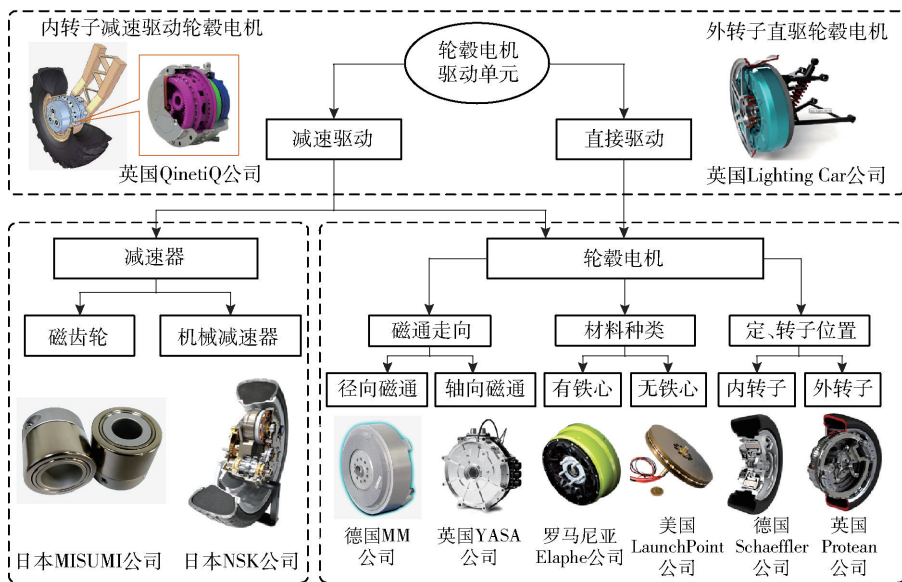 内转子减速驱动轮毂电机
外转子直驱轮毂电机
轮毂电机
驱动单元
减速驱动
直接驱动
英国QinetiQ公司
英国Lighting Car公司
减速器
轮毂电机
磁齿轮
机械减速器
磁通走向
材料种类
定、转子位置
径向磁通
轴向磁通
有铁心
无铁心
内转子
外转子
日本MISUMI公司
日本NSK公司
德国MM
公司
英国YASA
公司
罗马尼亚
Elaphe公司
美国
LaunchPoint
公司
德国
Schaeffler
公司
英国
Protean
公司